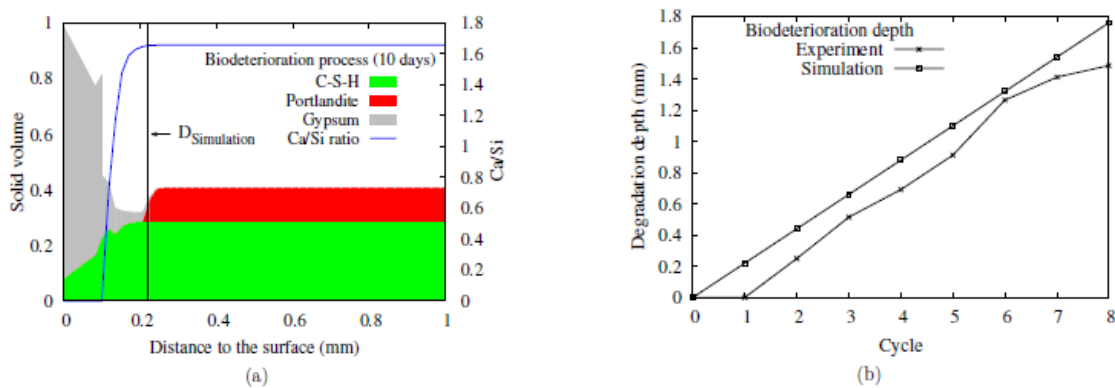 Solid volume
1
0.8
0.6
0.4
0.2
0
0 0.2 0.4 0.6 0.8 1
Distance to the surface (mm)
1.8
1.6
1.4
1.2
1
0.8
0.6
0.4
0.2
0
Ca/Si
Biodeterioration process (10 days)
C-S-H
Portlandite
Gypsum
Ca/Si ratio
DSimulation
(a)
Degradation depth (mm)
1.8
1.6
1.4
1.2
1
0.8
0.6
0.4
0.2
0
0 1 2 3 4 5 6 7 8
Cycle
Biodeterioration depth
Experiment
Simulation
(b)